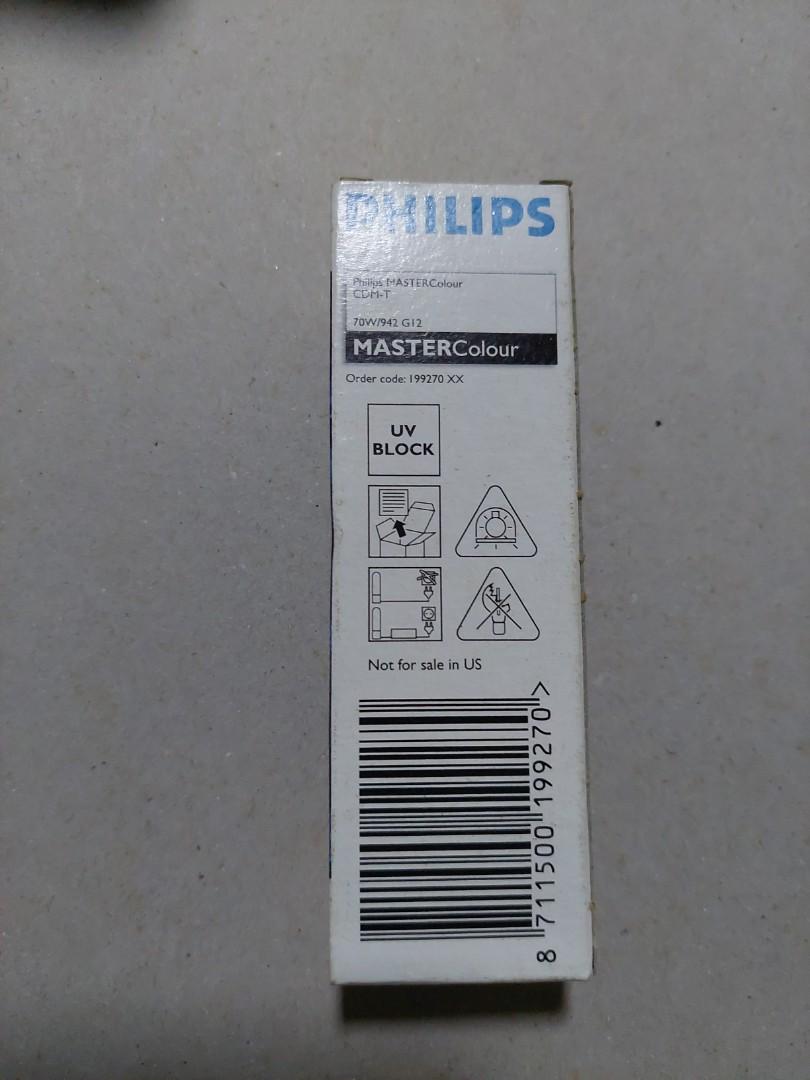 PHILIPS
Philips MASTERColour
CDM-T
70W/942 G12
MASTERColour
Order code: 199270 XX
UV
BLOCK
Not for sale in US
8 711500 199270 >